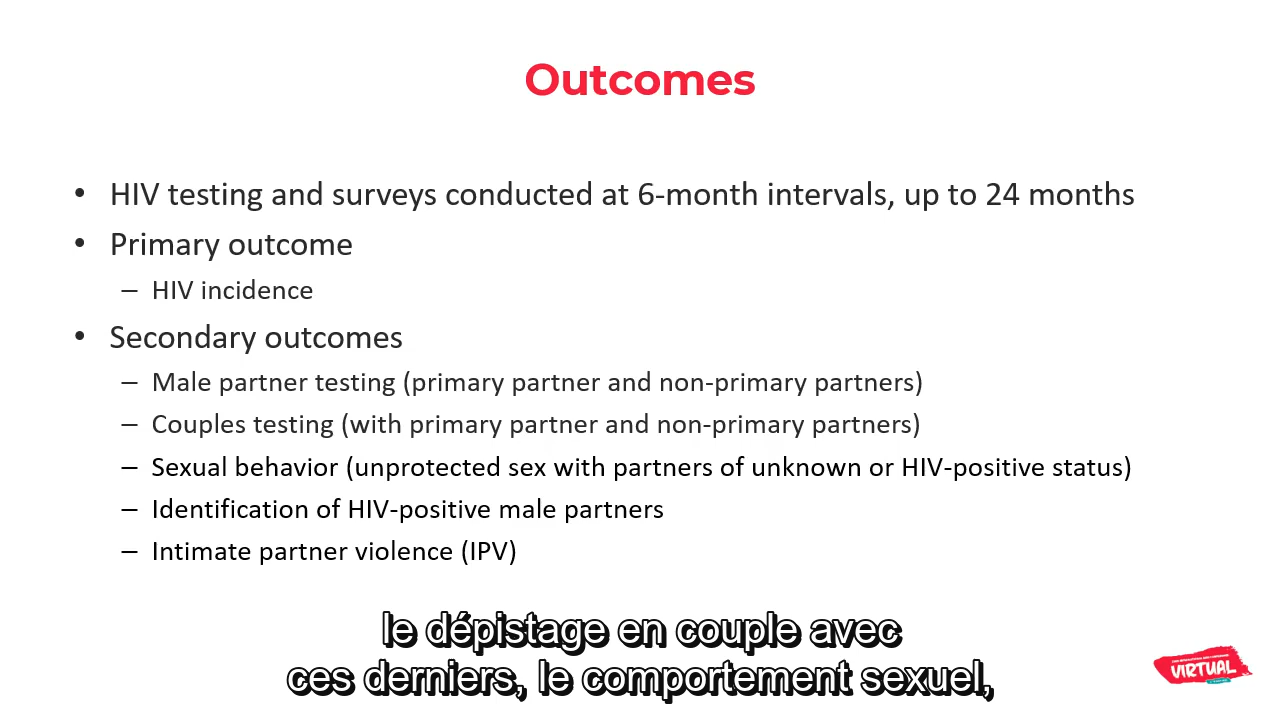 Outcomes
• HIV testing and surveys conducted at 6-month intervals, up to 24 months
• Primary outcome
– HIV incidence
• Secondary outcomes
– Male partner testing (primary partner and non-primary partners)
– Couples testing (with primary partner and non-primary partners)
– Sexual behavior (unprotected sex with partners of unknown or HIV-positive status)
– Identification of HIV-positive male partners
– Intimate partner violence (IPV)
le dépistage en couple avec
ces derniers, le comportement sexuel,
VIRTUAL